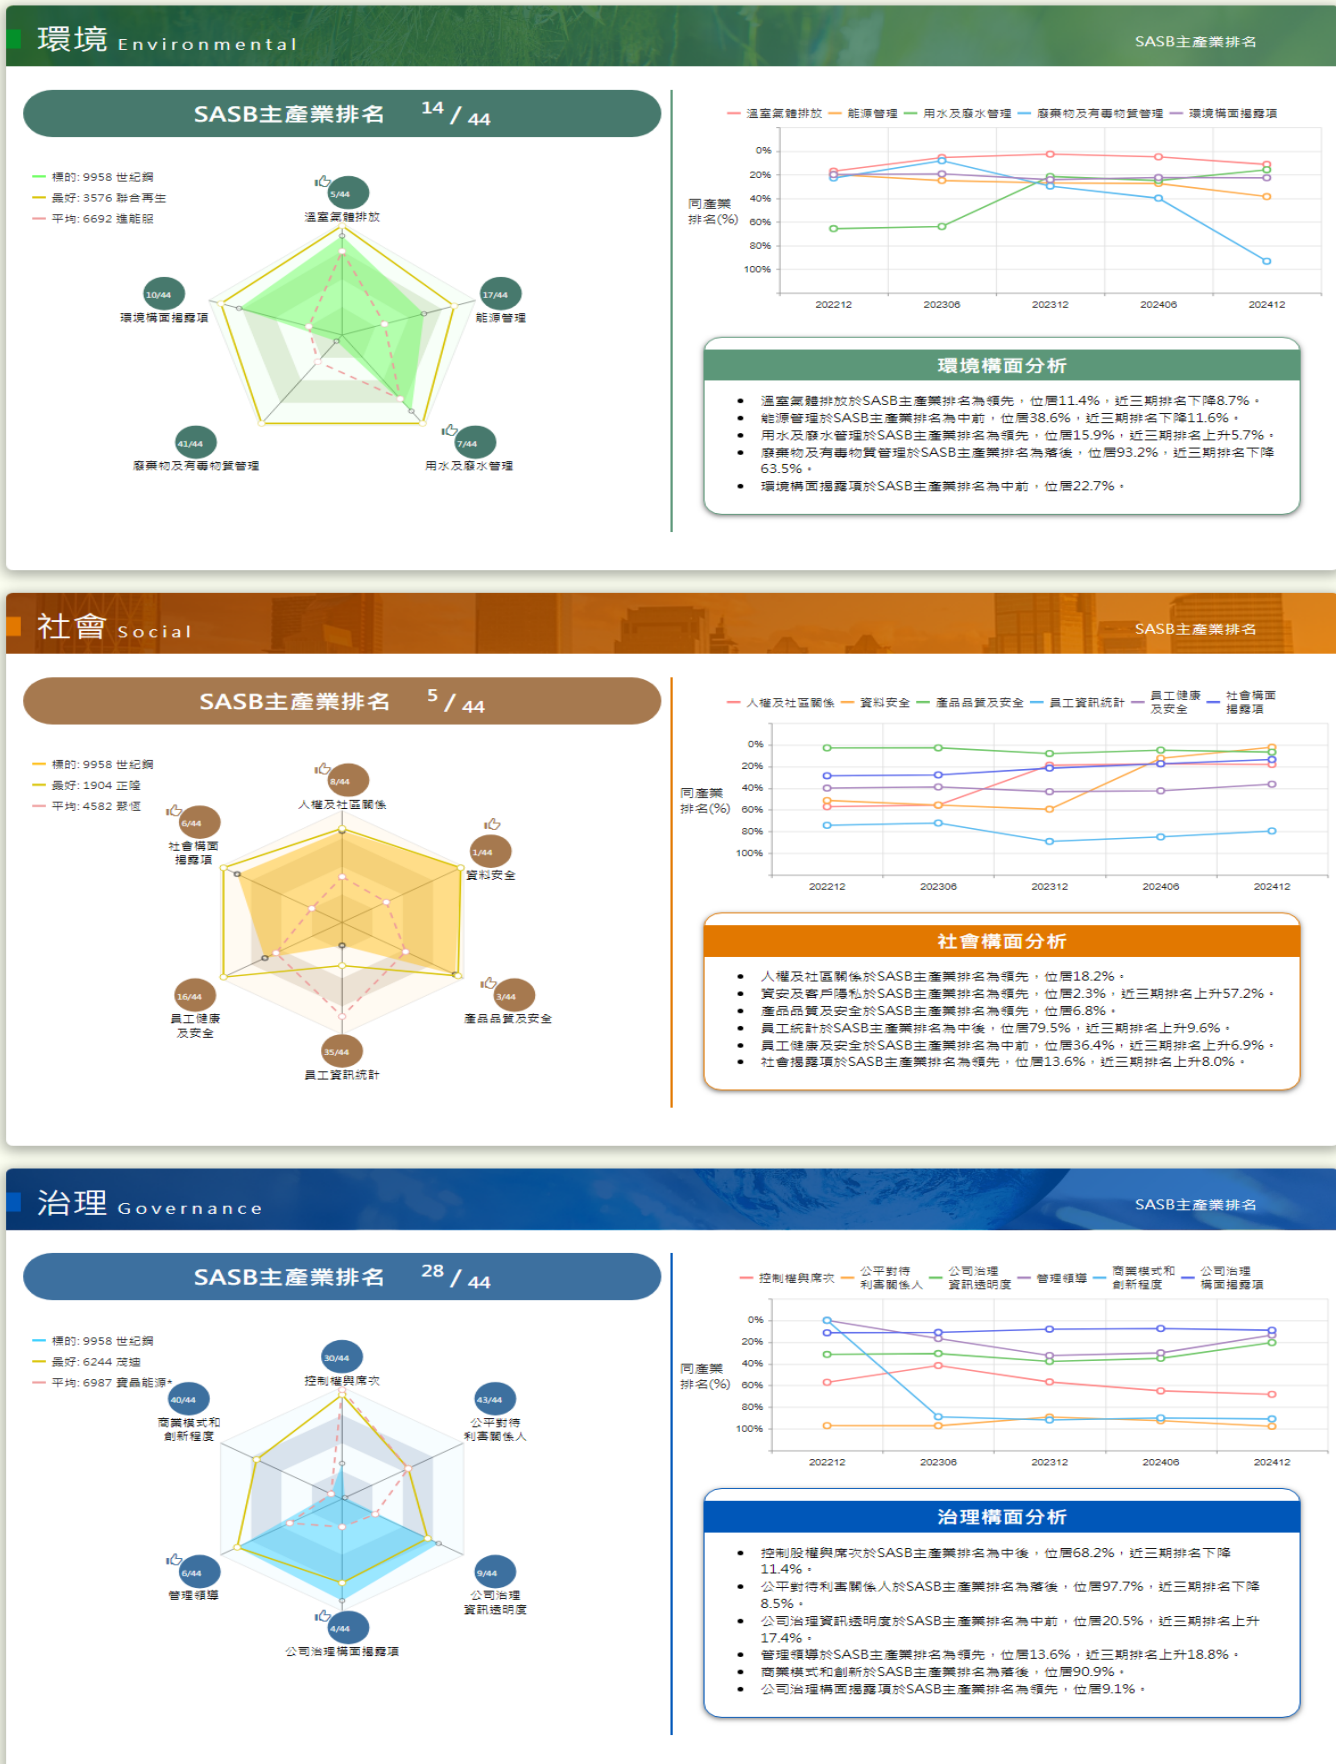 環境 Environmental
SASB主產業排名
SASB主產業排名 14 / 44
標的: 9958 世紀鋼
最好: 3576 聯合再生
平均: 6692 進能服
5/44
溫室氣體排放
10/44
環境構面揭露項
17/44
能源管理
41/44
廢棄物及有毒物質管理
7/44
用水及廢水管理
溫室氣體排放 能源管理 用水及廢水管理 廢棄物及有毒物質管理 環境構面揭露項
同產業
排名(%)
0%
20%
40%
60%
80%
100%
202212 202306 202312 202406 202412
環境構面分析
• 溫室氣體排放於SASB主產業排名為領先，位居11.4%，近三期排名下降8.7%。
• 能源管理於SASB主產業排名為中前，位居38.6%，近三期排名下降11.6%。
• 用水及廢水管理於SASB主產業排名為領先，位居15.9%，近三期排名上升5.7%。
• 廢棄物及有毒物質管理於SASB主產業排名為落後，位居93.2%，近三期排名下降
63.5%。
• 環境構面揭露項於SASB主產業排名為中前，位居22.7%。
社會 Social
SASB主產業排名
SASB主產業排名 5 / 44
標的: 9958 世紀鋼
最好: 1904 正隆
平均: 4582 聚恆
8/44
人權及社區關係
6/44
社會構面
揭露項
1/44
資料安全
16/44
員工健康
及安全
3/44
產品品質及安全
35/44
員工資訊統計
人權及社區關係 資料安全 產品品質及安全 員工資訊統計 員工健康
及安全 社會構面
揭露項
同產業
排名(%)
0%
20%
40%
60%
80%
100%
202212 202306 202312 202406 202412
社會構面分析
• 人權及社區關係於SASB主產業排名為領先，位居18.2%。
• 資安及客戶隱私於SASB主產業排名為領先，位居2.3%，近三期排名上升57.2%。
• 產品品質及安全於SASB主產業排名為領先，位居6.8%。
• 員工統計於SASB主產業排名為中後，位居79.5%，近三期排名上升9.6%。
• 員工健康及安全於SASB主產業排名為中前，位居36.4%，近三期排名上升6.9%。
• 社會揭露項於SASB主產業排名為領先，位居13.6%，近三期排名上升8.0%。
治理 Governance
SASB主產業排名
SASB主產業排名 28 / 44
標的: 9958 世紀鋼
最好: 6244 茂迪
平均: 6987 寶晶能源*
30/44
控制權與席次
40/44
商業模式和
創新程度
43/44
公平對待
利害關係人
6/44
管理領導
9/44
公司治理
資訊透明度
4/44
公司治理構面揭露項
控制權與席次 公平對待
利害關係人 公司治理
資訊透明度 管理領導 商業模式和
創新程度 公司治理
構面揭露項
同產業
排名(%)
0%
20%
40%
60%
80%
100%
202212 202306 202312 202406 202412
治理構面分析
• 控制股權與席次於SASB主產業排名為中後，位居68.2%，近三期排名下降
11.4%。
• 公平對待利害關係人於SASB主產業排名為落後，位居97.7%，近三期排名下降
8.5%。
• 公司治理資訊透明度於SASB主產業排名為中前，位居20.5%，近三期排名上升
17.4%。
• 管理領導於SASB主產業排名為領先，位居13.6%，近三期排名上升18.8%。
• 商業模式和創新於SASB主產業排名為落後，位居90.9%。
• 公司治理構面揭露項於SASB主產業排名為領先，位居9.1%。